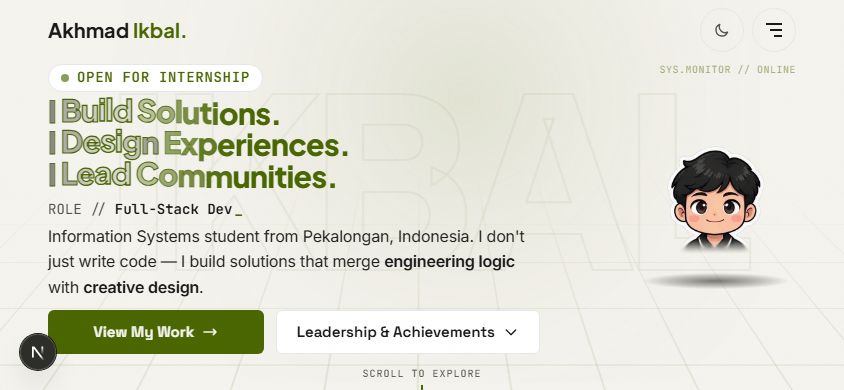 Akhmad Ikbal.
SYS.MONITOR // ONLINE
OPEN FOR INTERNSHIP
IKBAL
I Build Solutions.
I Design Experiences.
I Lead Communities.
ROLE // Full-Stack Dev_
Information Systems student from Pekalongan, Indonesia. I don't
just write code — I build solutions that merge engineering logic
with creative design.
View My Work →
Leadership & Achievements
N
SCROLL TO EXPLORE